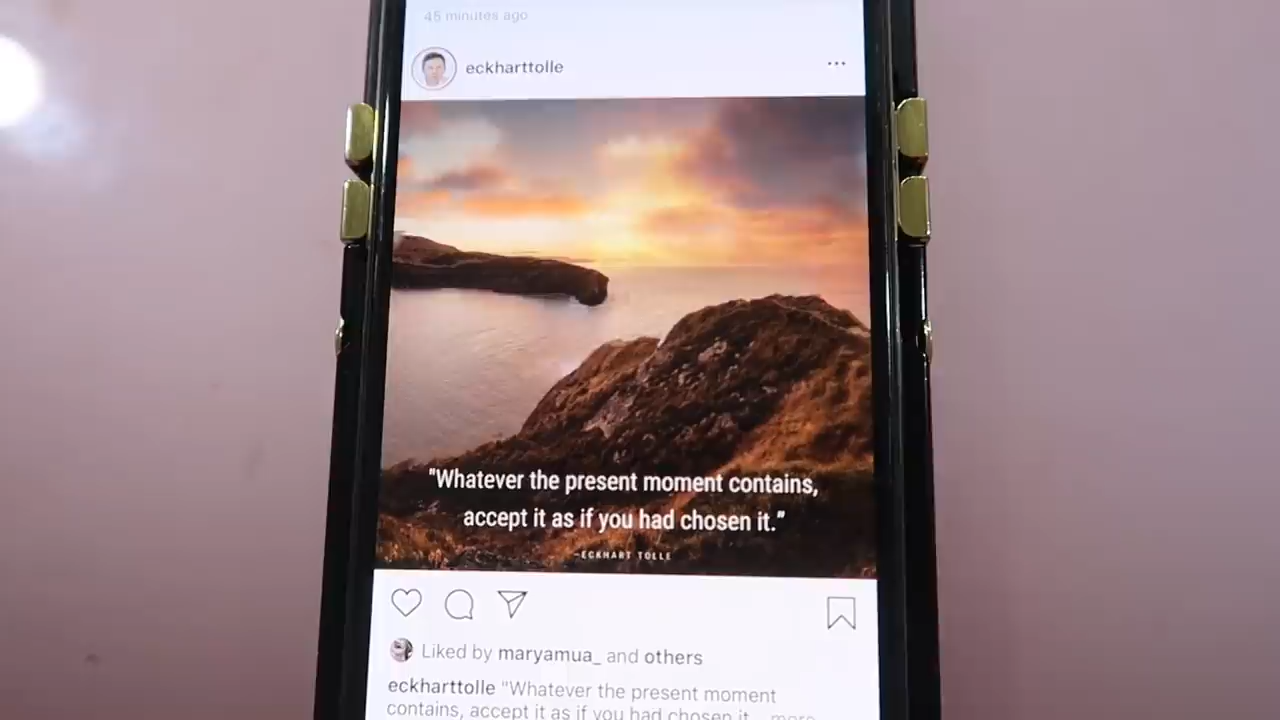 45 minutes ago
eckharttolle
"Whatever the present moment contains,
accept it as if you had chosen it."
-ECKHART TOLLE
Liked by maryamua_ and others
eckharttolle "Whatever the present moment
contains, accept it as if you had chosen it... more